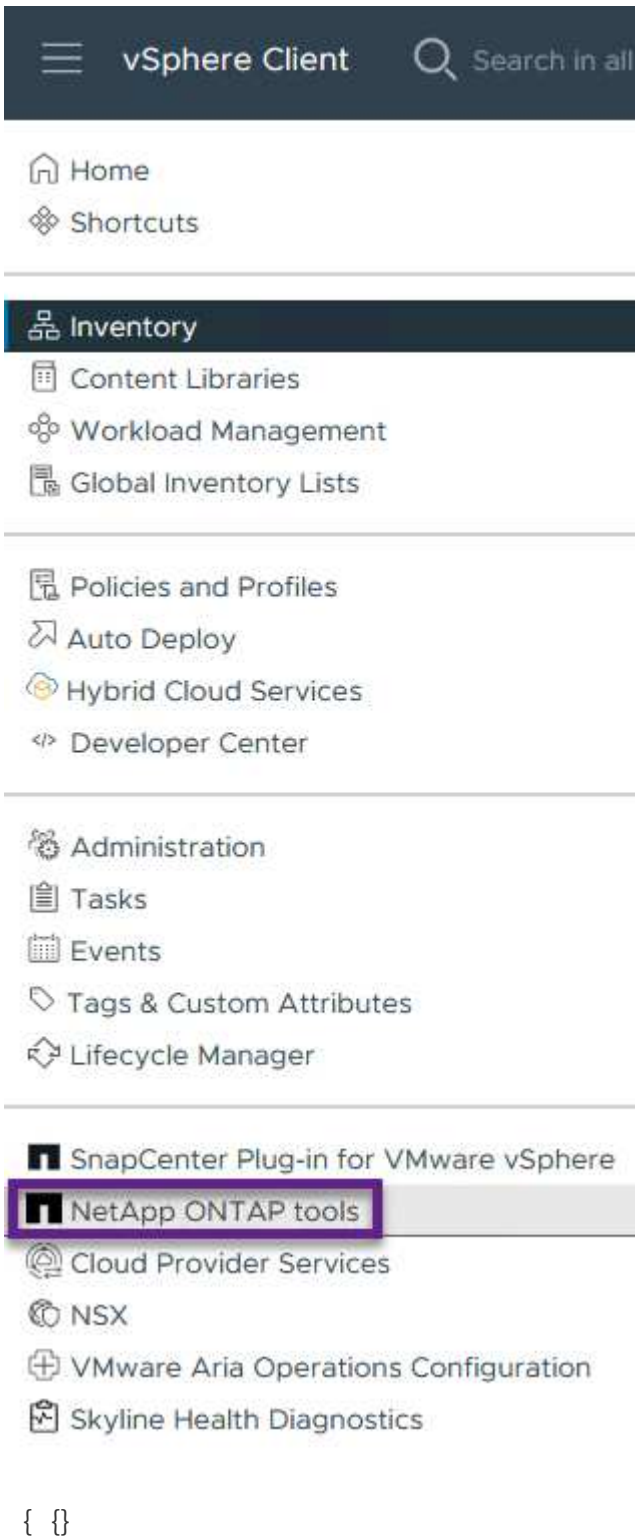 vSphere Client
Search in all
Home
Shortcuts
Inventory
Content Libraries
Workload Management
Global Inventory Lists
Policies and Profiles
Auto Deploy
Hybrid Cloud Services
</> Developer Center
Administration
Tasks
Events
Tags & Custom Attributes
Lifecycle Manager
SnapCenter Plug-in for VMware vSphere
NetApp ONTAP tools
Cloud Provider Services
NSX
VMware Aria Operations Configuration
Skyline Health Diagnostics
{ {}